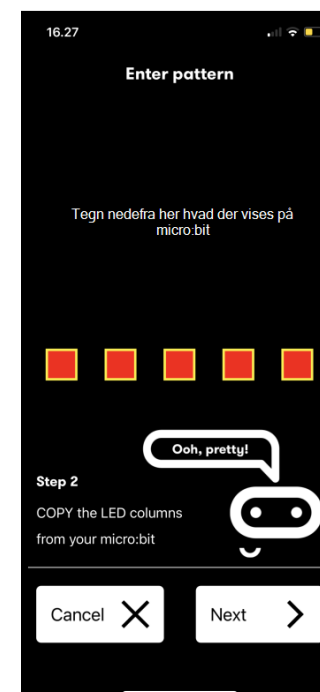 16.27
Enter pattern
Tegn nedefra her hvad der vises på
micro:bit
Ooh, pretty!
Step 2
COPY the LED columns
from your micro:bit
Cancel
Next